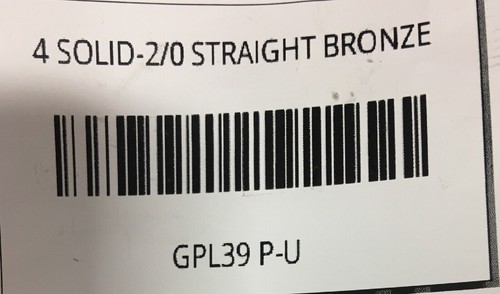 4 SOLID-2/0 STRAIGHT BRONZE
GPL39 P-U